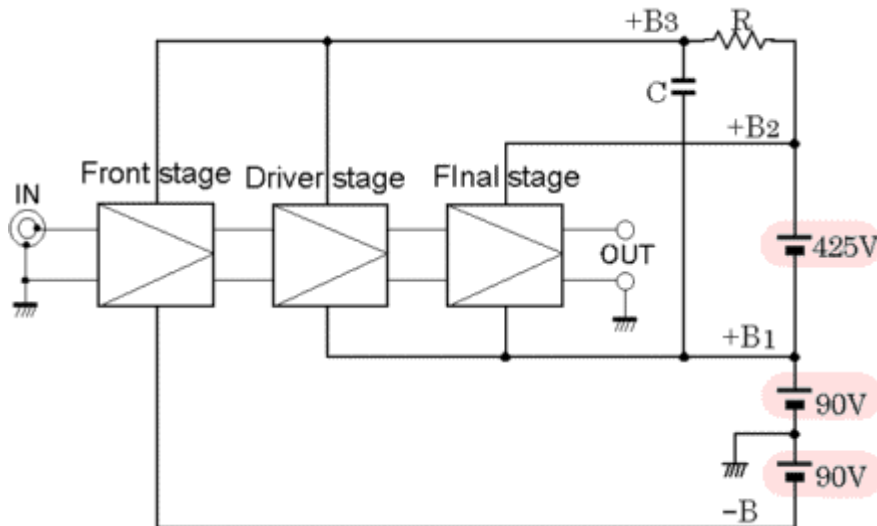 +B3
R
C
+B2
Front stage
Driver stage
FInal stage
IN
OUT
425V
+B1
90V
90V
-B